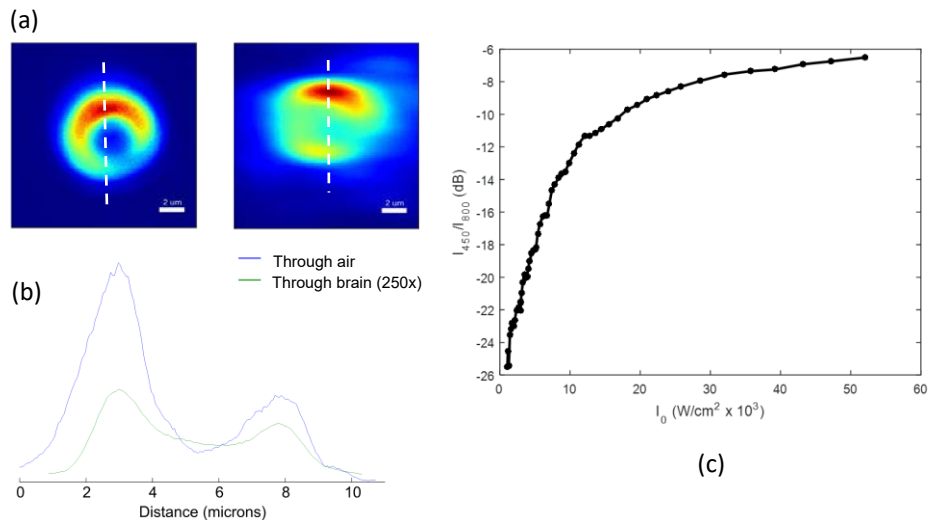 (a)
2 um
2 um
Through air
Through brain (250x)
(b)
0 2 4 6 8 10
Distance (microns)
-6
-8
-10
-12
-14
-16
-18
-20
-22
-24
-26
I450/I800 (dB)
0 10 20 30 40 50 60
I0 (W/cm² x 10³)
(c)